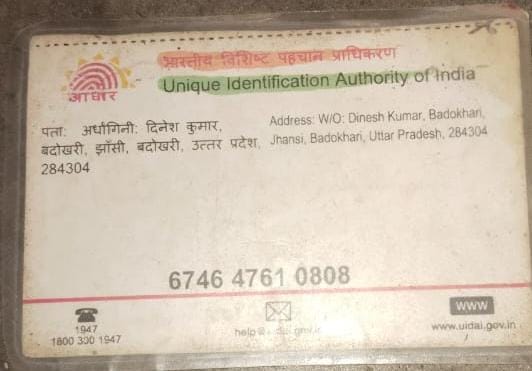 भारतीय विशिष्ट पहचान प्राधिकरण
Unique Identification Authority of India
आधार
पता: अर्धांगिनी: दिनेश कुमार,
बदोखरी, झाँसी, बदोखरी, उत्तर प्रदेश,
284304
Address: W/O: Dinesh Kumar, Badokhari,
Jhansi, Badokhari, Uttar Pradesh, 284304
6746 4761 0808
1947
1800 300 1947
www
www.uidai.gov.in